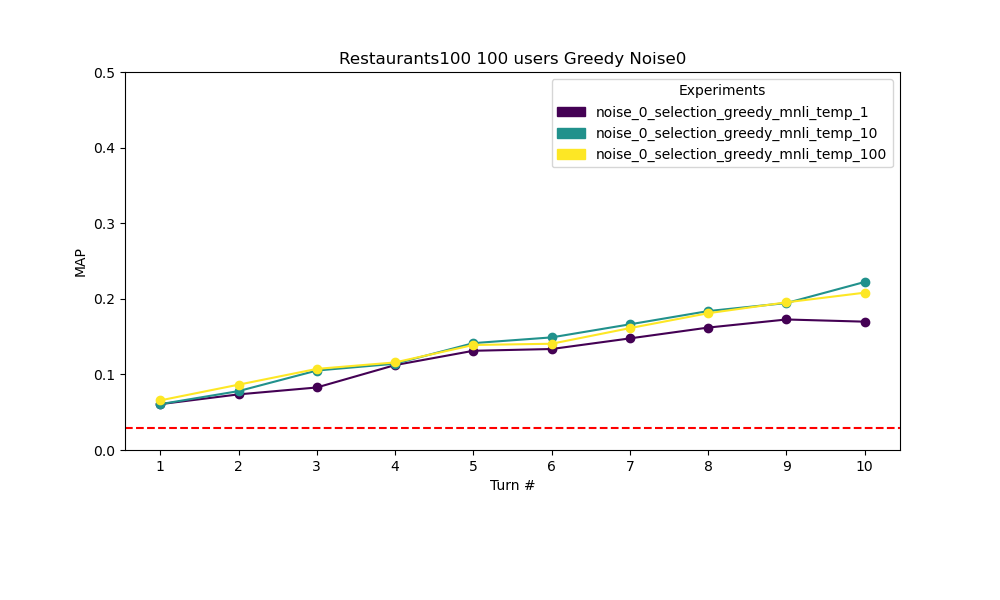 Restaurants100 100 users Greedy Noise0
0.5
0.4
0.3
0.2
0.1
0.0
MAP
Experiments
noise_0_selection_greedy_mnli_temp_1
noise_0_selection_greedy_mnli_temp_10
noise_0_selection_greedy_mnli_temp_100
1 2 3 4 5 6 7 8 9 10
Turn #